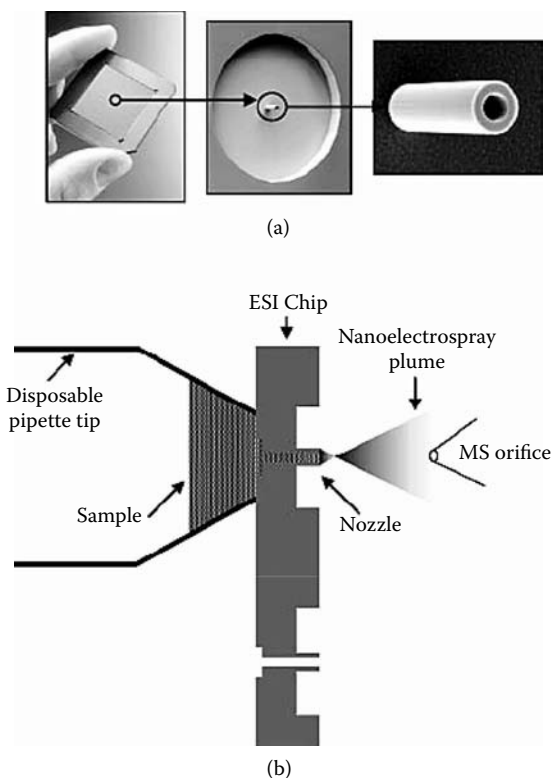 (a)
ESI Chip
Nanoelectrospray
plume
Disposable
pipette tip
MS orifice
Sample
Nozzle
(b)